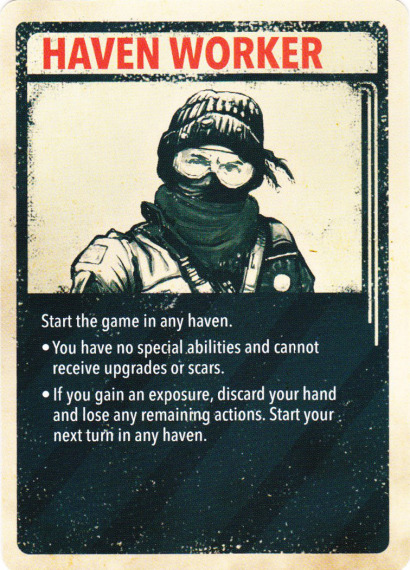 HAVEN WORKER
Start the game in any haven.
• You have no special abilities and cannot
receive upgrades or scars.
• If you gain an exposure, discard your hand
and lose any remaining actions. Start your
next turn in any haven.